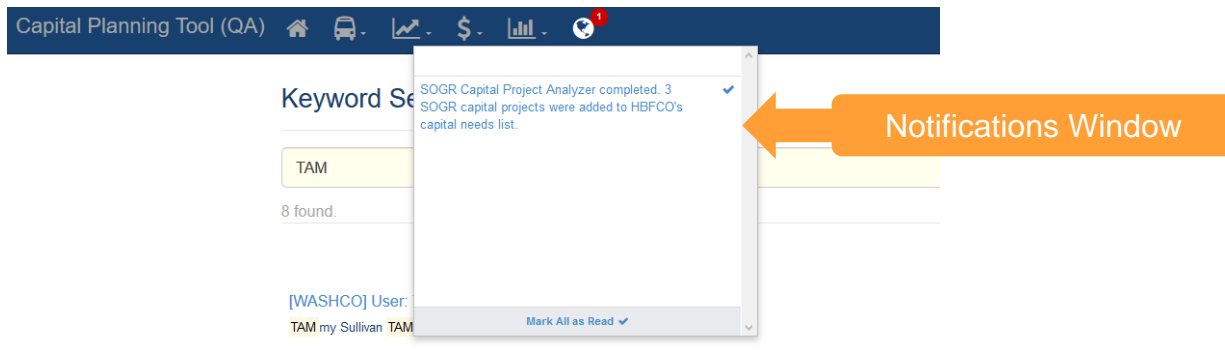 Capital Planning Tool (QA)
$
1
Keyword Se
SOGR Capital Project Analyzer completed. 3
SOGR capital projects were added to HBFCO's
capital needs list.
Notifications Window
TAM
8 found.
[WASHCO] User:
TAM my Sullivan TAM
Mark All as Read